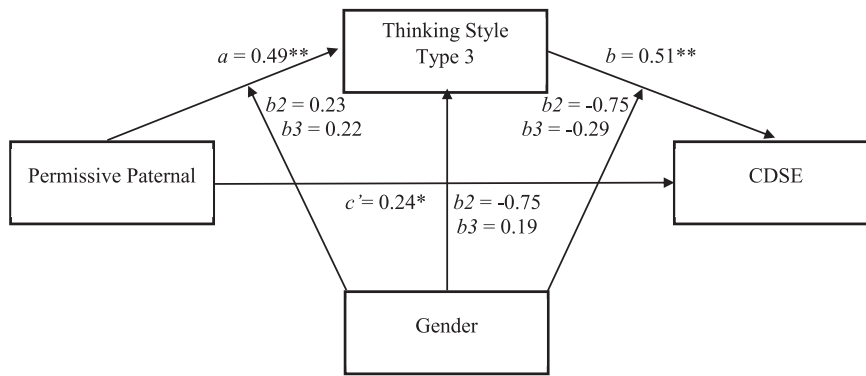 Thinking Style
Type 3
a = 0.49**
b = 0.51**
b2 = 0.23
b3 = 0.22
b2 = -0.75
b3 = -0.29
Permissive Paternal
CDSE
c'= 0.24*
b2 = -0.75
b3 = 0.19
Gender